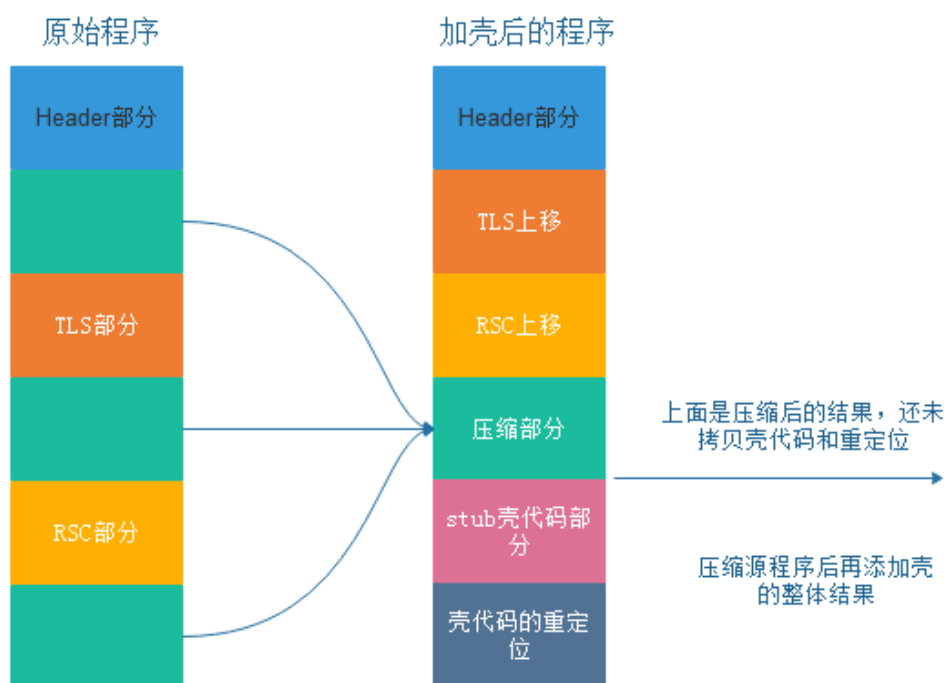 原始程序
加壳后的程序
Header部分
Header部分
TLS上移
TLS部分
RSC上移
压缩部分
上面是压缩后的结果，还未
拷贝壳代码和重定位
RSC部分
stub壳代码部
分
压缩源程序后再添加壳
的整体结果
壳代码的重定
位